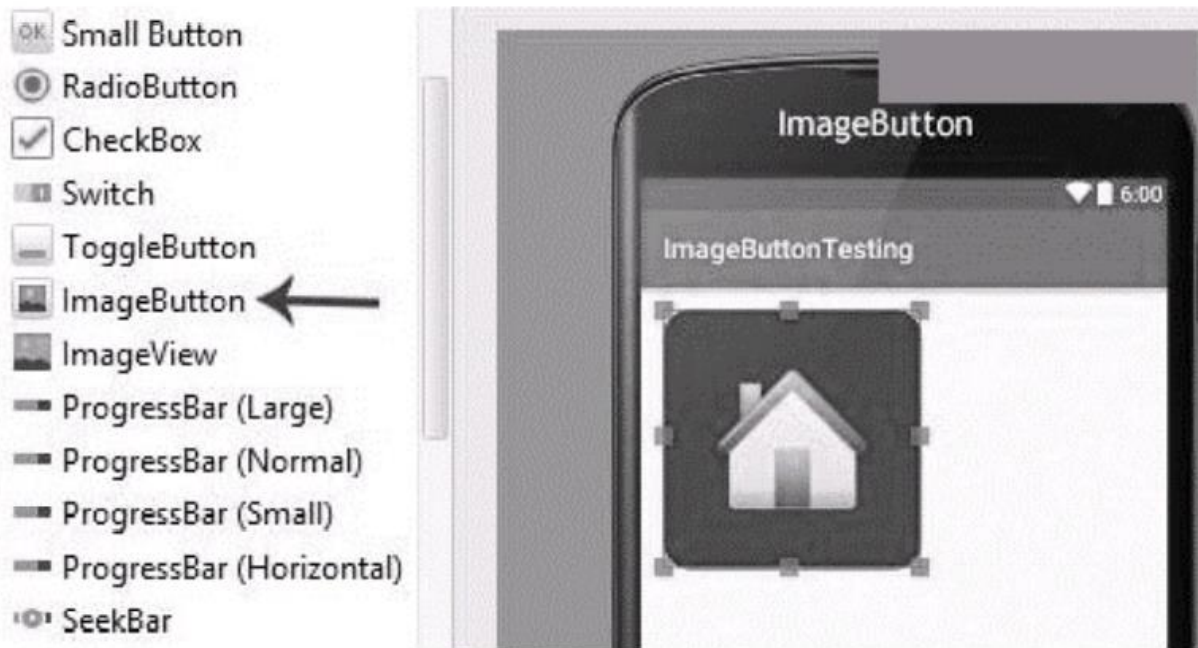 OK Small Button
RadioButton
CheckBox
Switch
ToggleButton
ImageButton
ImageView
ProgressBar (Large)
ProgressBar (Normal)
ProgressBar (Small)
ProgressBar (Horizontal)
SeekBar
ImageButton
6:00
ImageButtonTesting